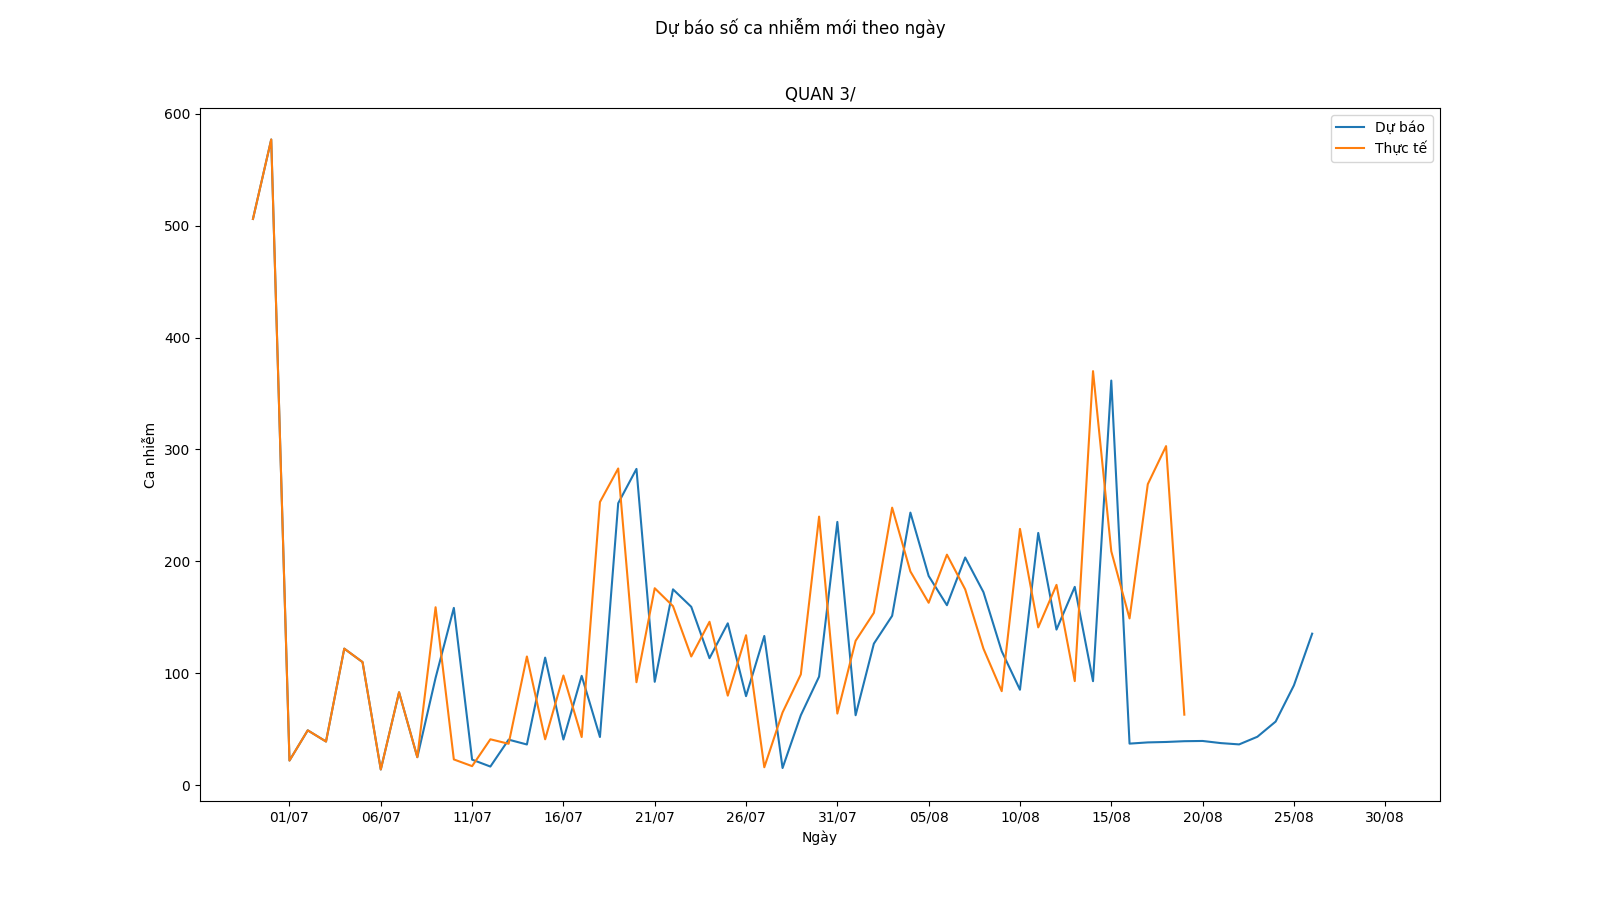 Dự báo số ca nhiễm mới theo ngày
QUAN 3/
Dự báo
Thực tế
600
500
400
300
200
100
0
Ca nhiễm
01/07 06/07 11/07 16/07 21/07 26/07 31/07 05/08 10/08 15/08 20/08 25/08 30/08
Ngày